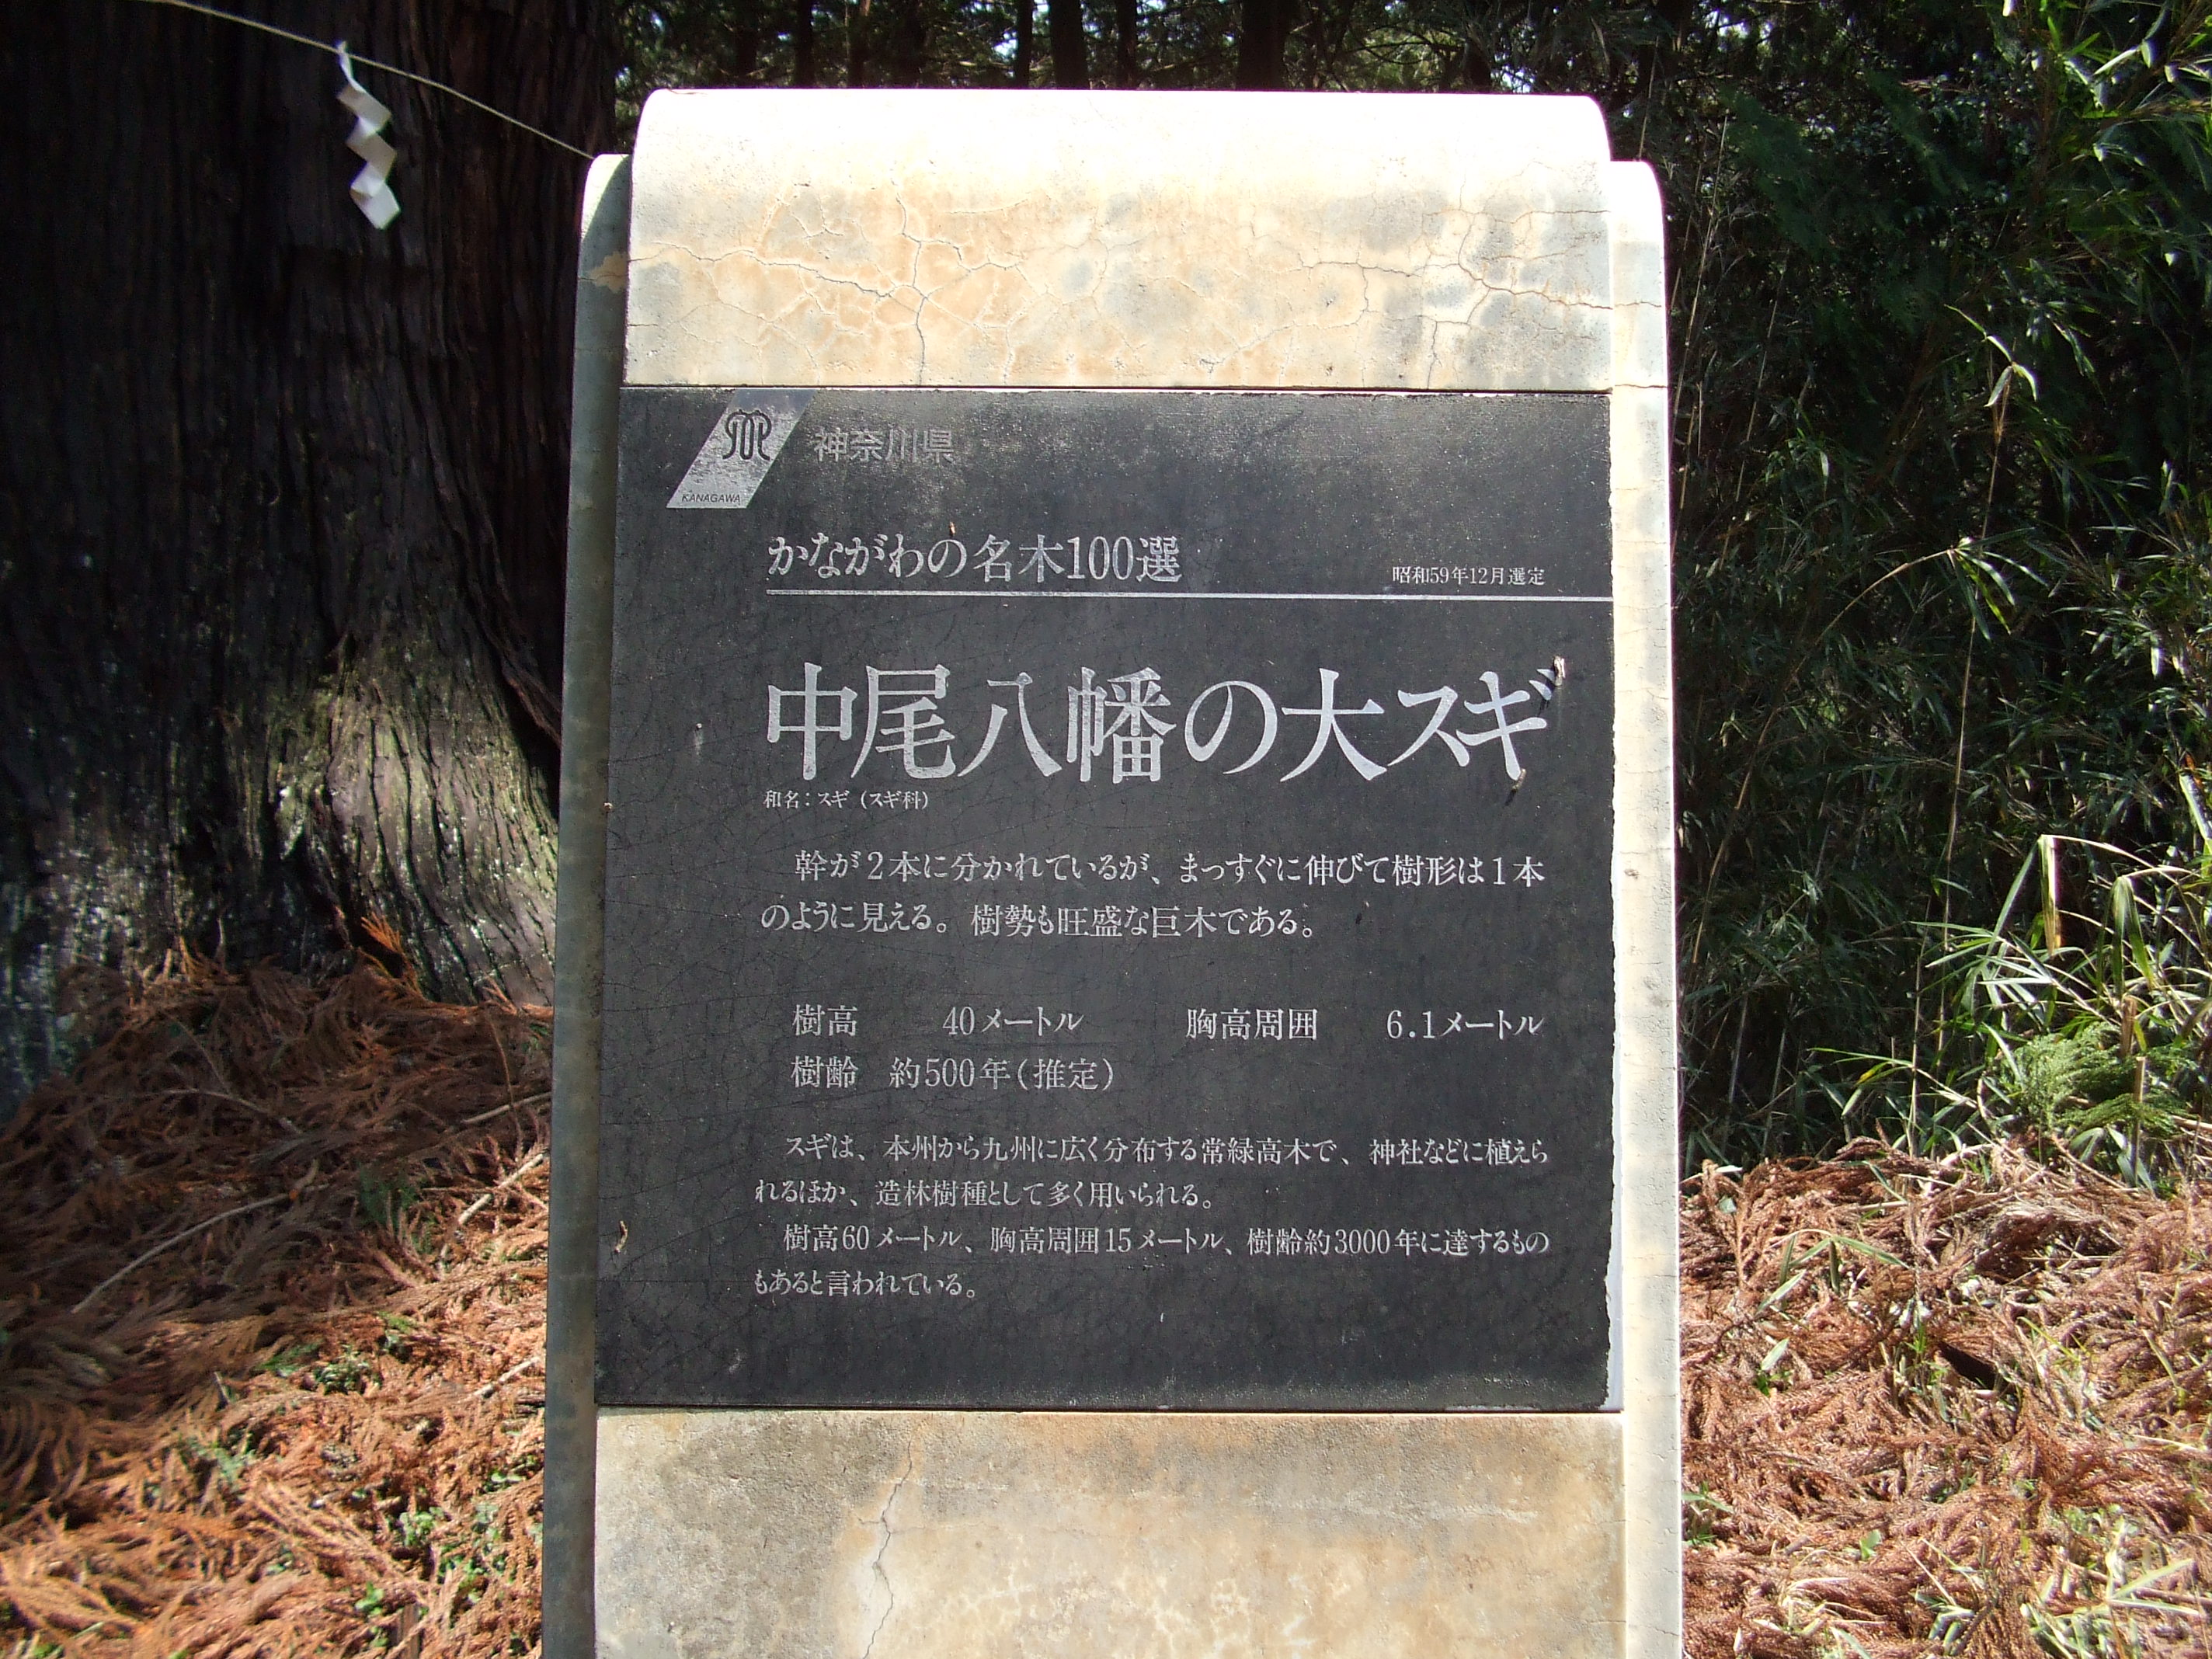 神奈川県
KANAGAWA
かながわの名木100選
昭和59年12月選定
中尾八幡の大スギ
和名：スギ（スギ科）
幹が2本に分かれているが、まっすぐに伸びて樹形は1本
のように見える。樹勢も旺盛な巨木である。
樹高 40メートル 胸高周囲 6.1メートル
樹齢 約500年（推定）
スギは、本州から九州に広く分布する常緑高木で、神社などに植えら
れるほか、造林樹種として多く用いられる。
樹高60メートル、胸高周囲15メートル、樹齢約3000年に達するもの
もあると言われている。